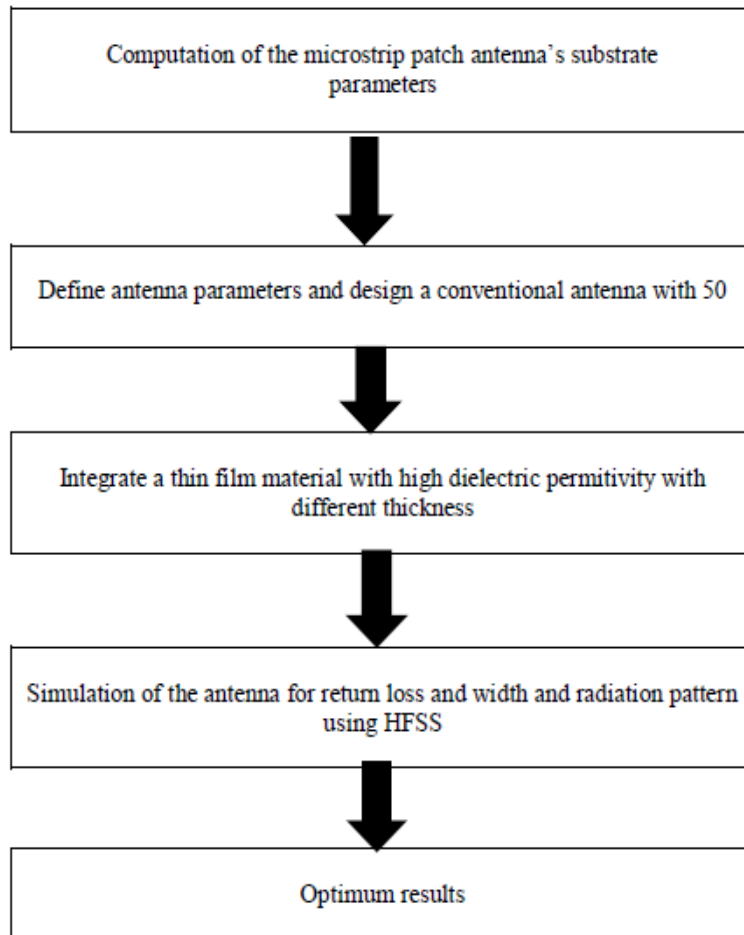 Computation of the microstrip patch antenna’s substrate
parameters
Define antenna parameters and design a conventional antenna with 50
Integrate a thin film material with high dielectric permitivity with
different thickness
Simulation of the antenna for return loss and width and radiation pattern
using HFSS
Optimum results